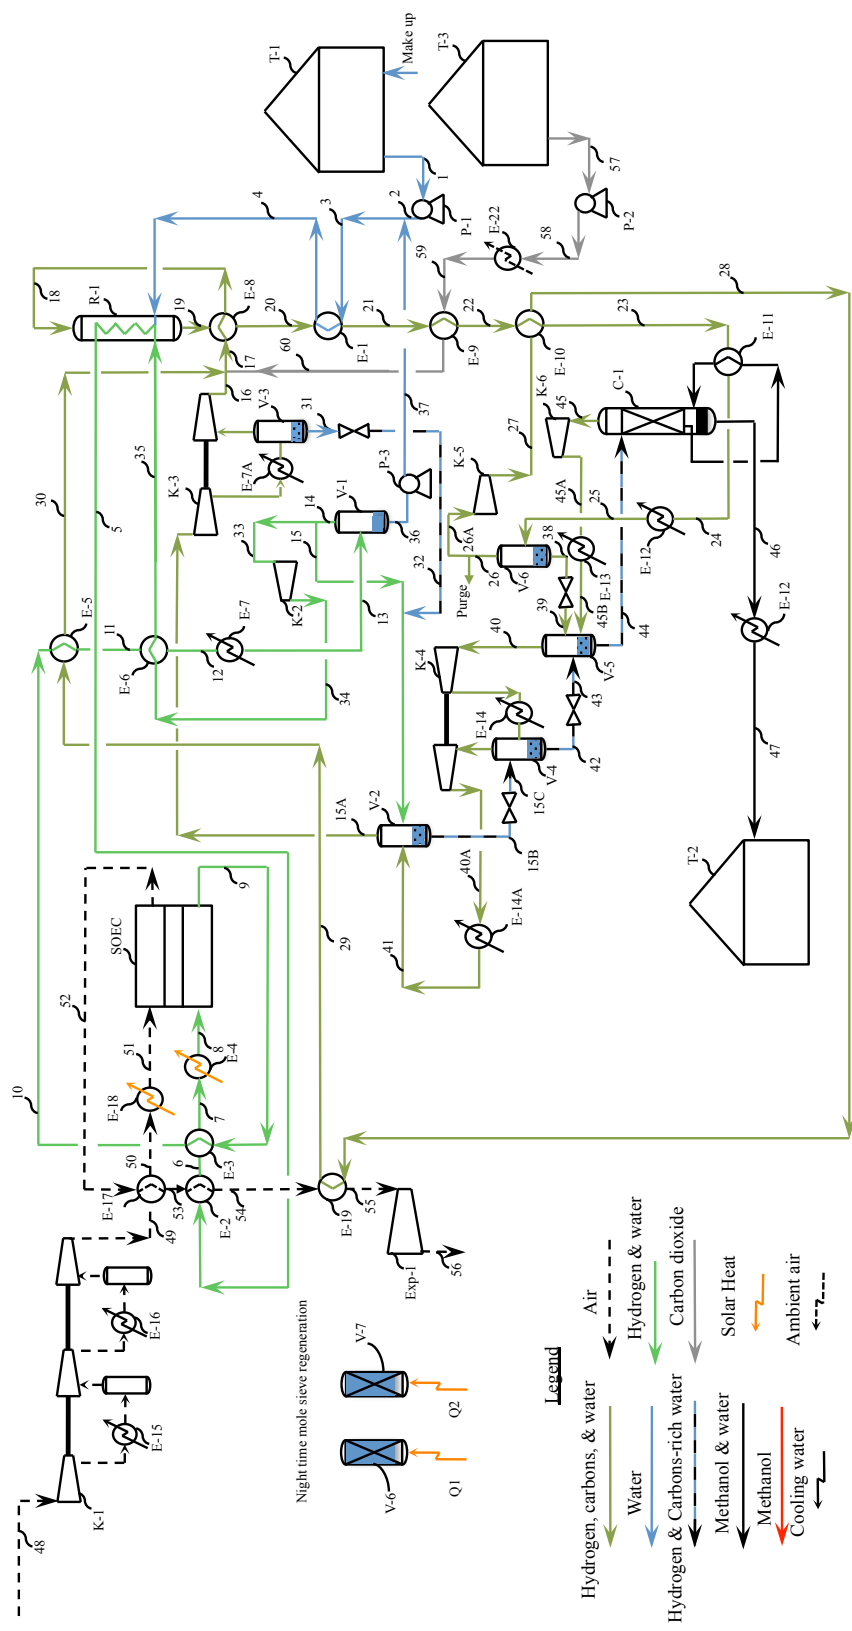 48
10
30
18
52
K-1
E-17
E-18
51
50
SOEC
E-5
11
5
R-1
E-15
E-16
49
53
6
E-6
35
K-3
19
7
8
12
E-2
E-3
E-4
9
E-7
33
16
17
E-8
54
E-7A
V-3
4
20
60
T-1
Night time mole sieve regeneration
E-19
K-2
15
14
31
3
29
34
V-1
E-1
55
V-7
15A
V-2
13
P-3
21
2
V-6
Exp-1
41
36
32
37
59
Make up
1
56
Q1
Q2
40A
K-4
Purge
26A
K-5
E-9
22
P-1
T-3
E-14A
15B
E-14
40
26
V-6
27
K-6
E-22
Legend
15C
V-4
39
38
E-10
58
42
43
V-5
45B
E-13
45A
45
25
C-1
P-2
57
Air
44
E-12
23
Hydrogen, carbons, & water
Hydrogen & water
Water
Carbon dioxide
Hydrogen & Carbons-rich water
Solar Heat
Methanol & water
Ambient air
Methanol
Cooling water
T-2
24
E-11
28
47
E-12
46